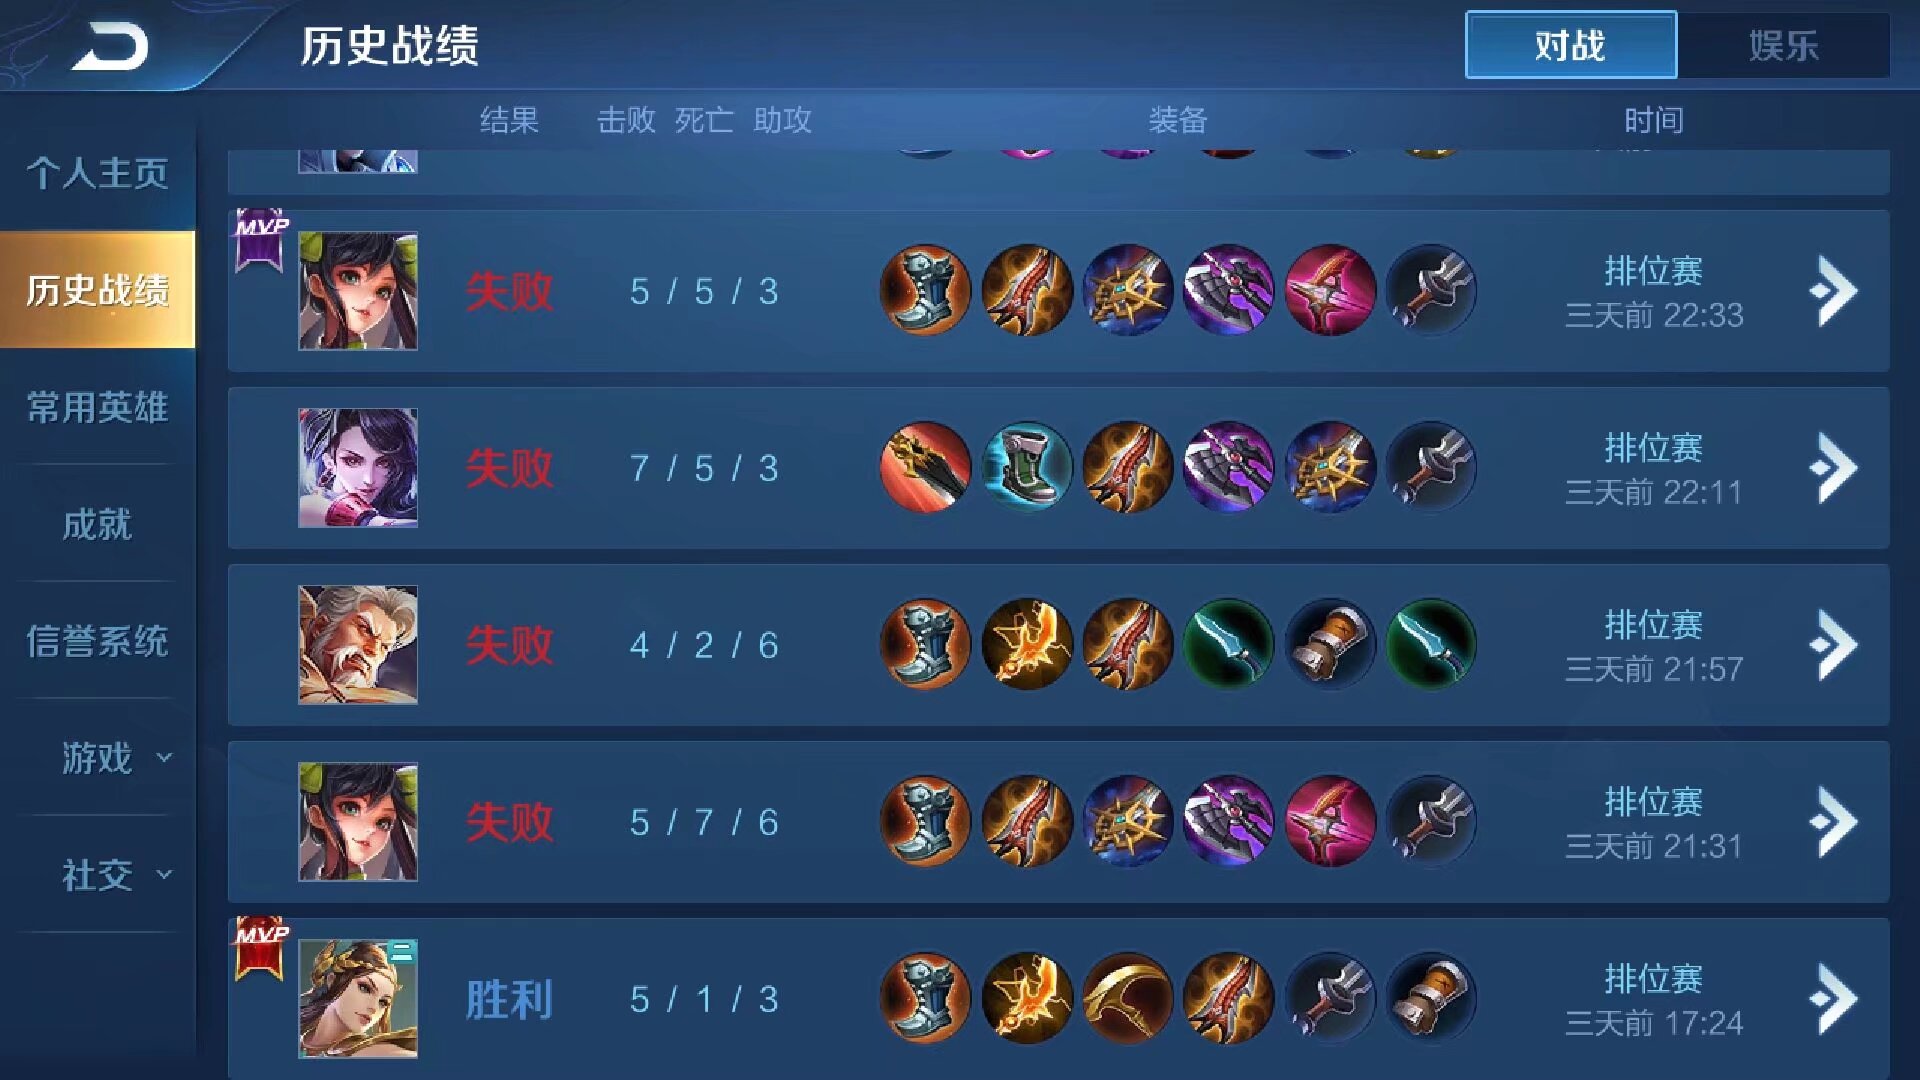 历史战绩
对战
娱乐
结果 击败 死亡 助攻 装备 时间
个人主页
历史战绩
常用英雄
成就
信誉系统
游戏
社交
MVP
失败 5 / 5 / 3 排位赛
三天前 22:33
失败 7 / 5 / 3 排位赛
三天前 22:11
失败 4 / 2 / 6 排位赛
三天前 21:57
失败 5 / 7 / 6 排位赛
三天前 21:31
MVP
三
胜利 5 / 1 / 3 排位赛
三天前 17:24